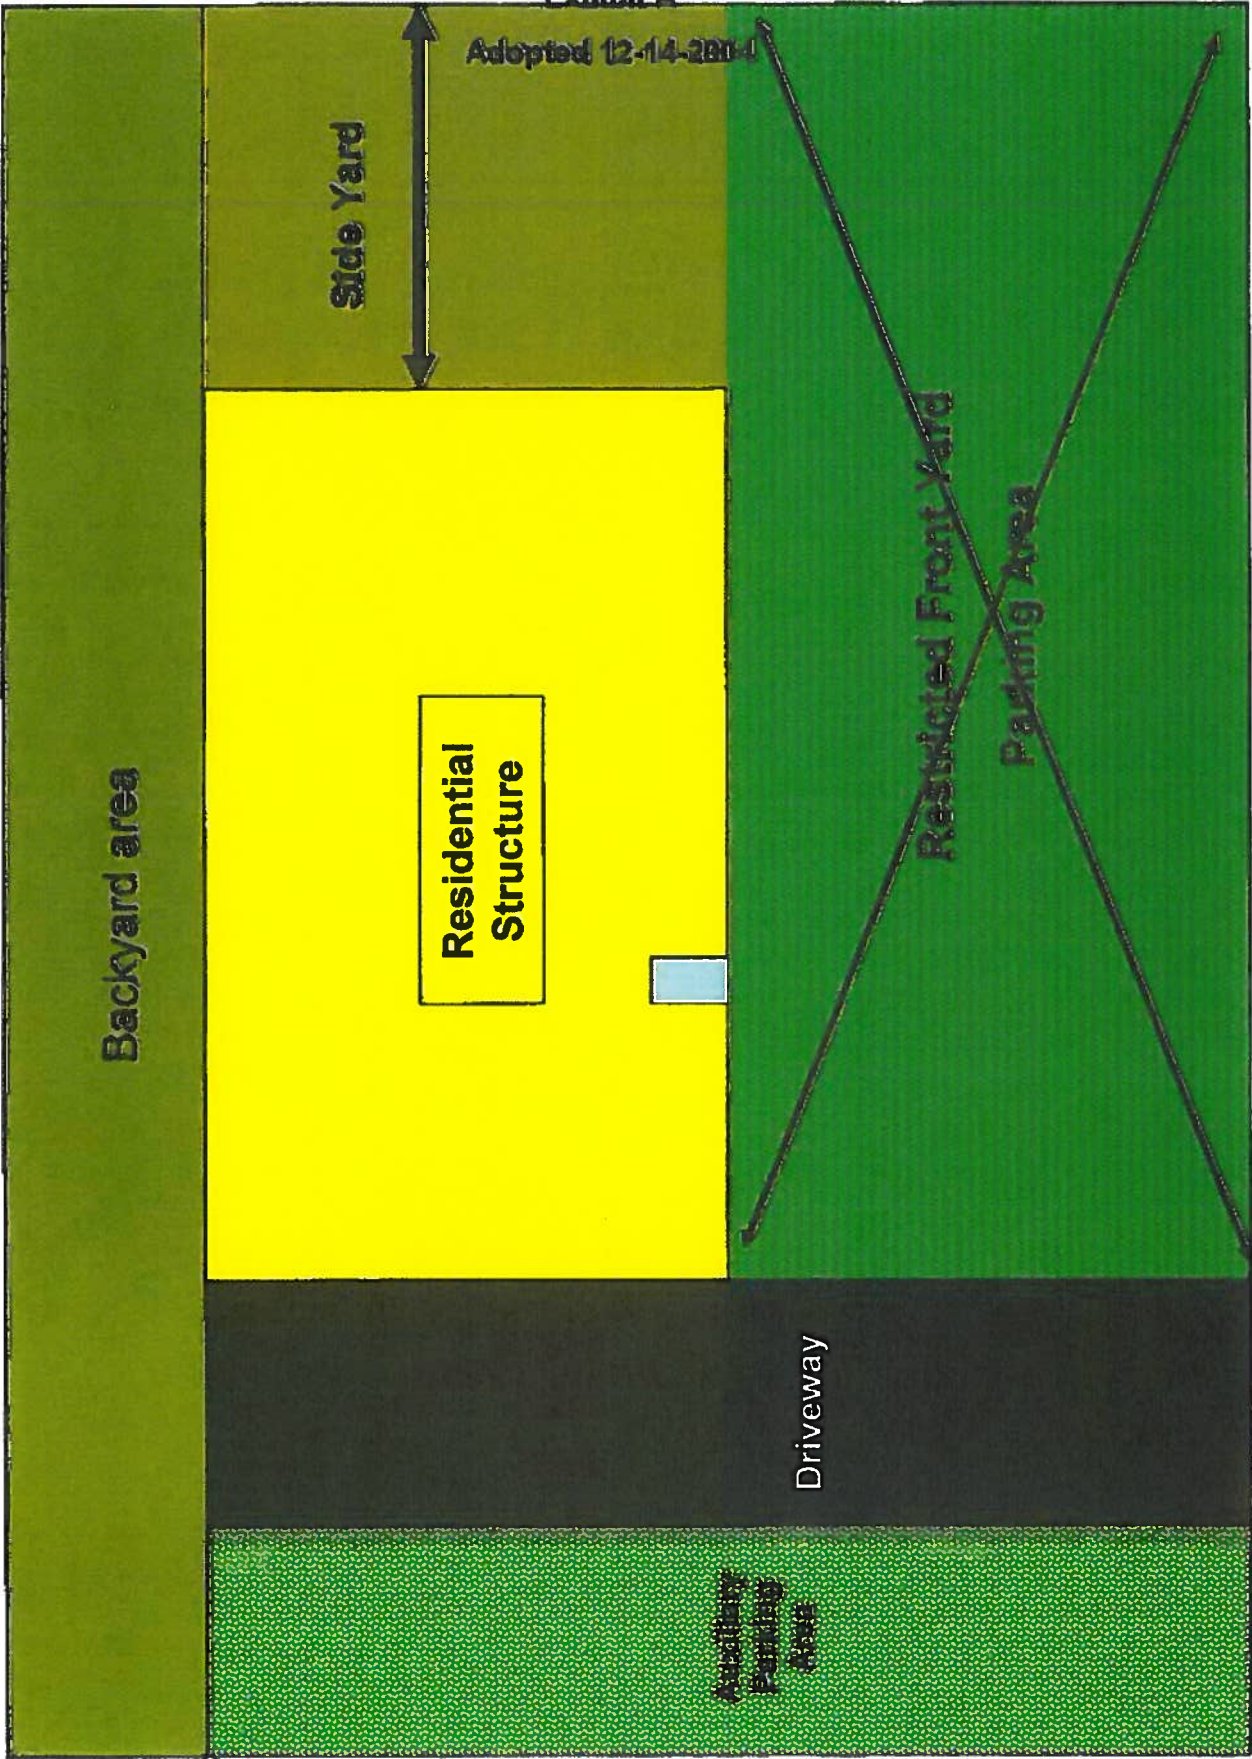 Adopted 12-14-2004
Backyard area
Side Yard
Residential
Structure
Restricted Front Yard
Parking Area
Driveway
Auxiliary
Parking
Area